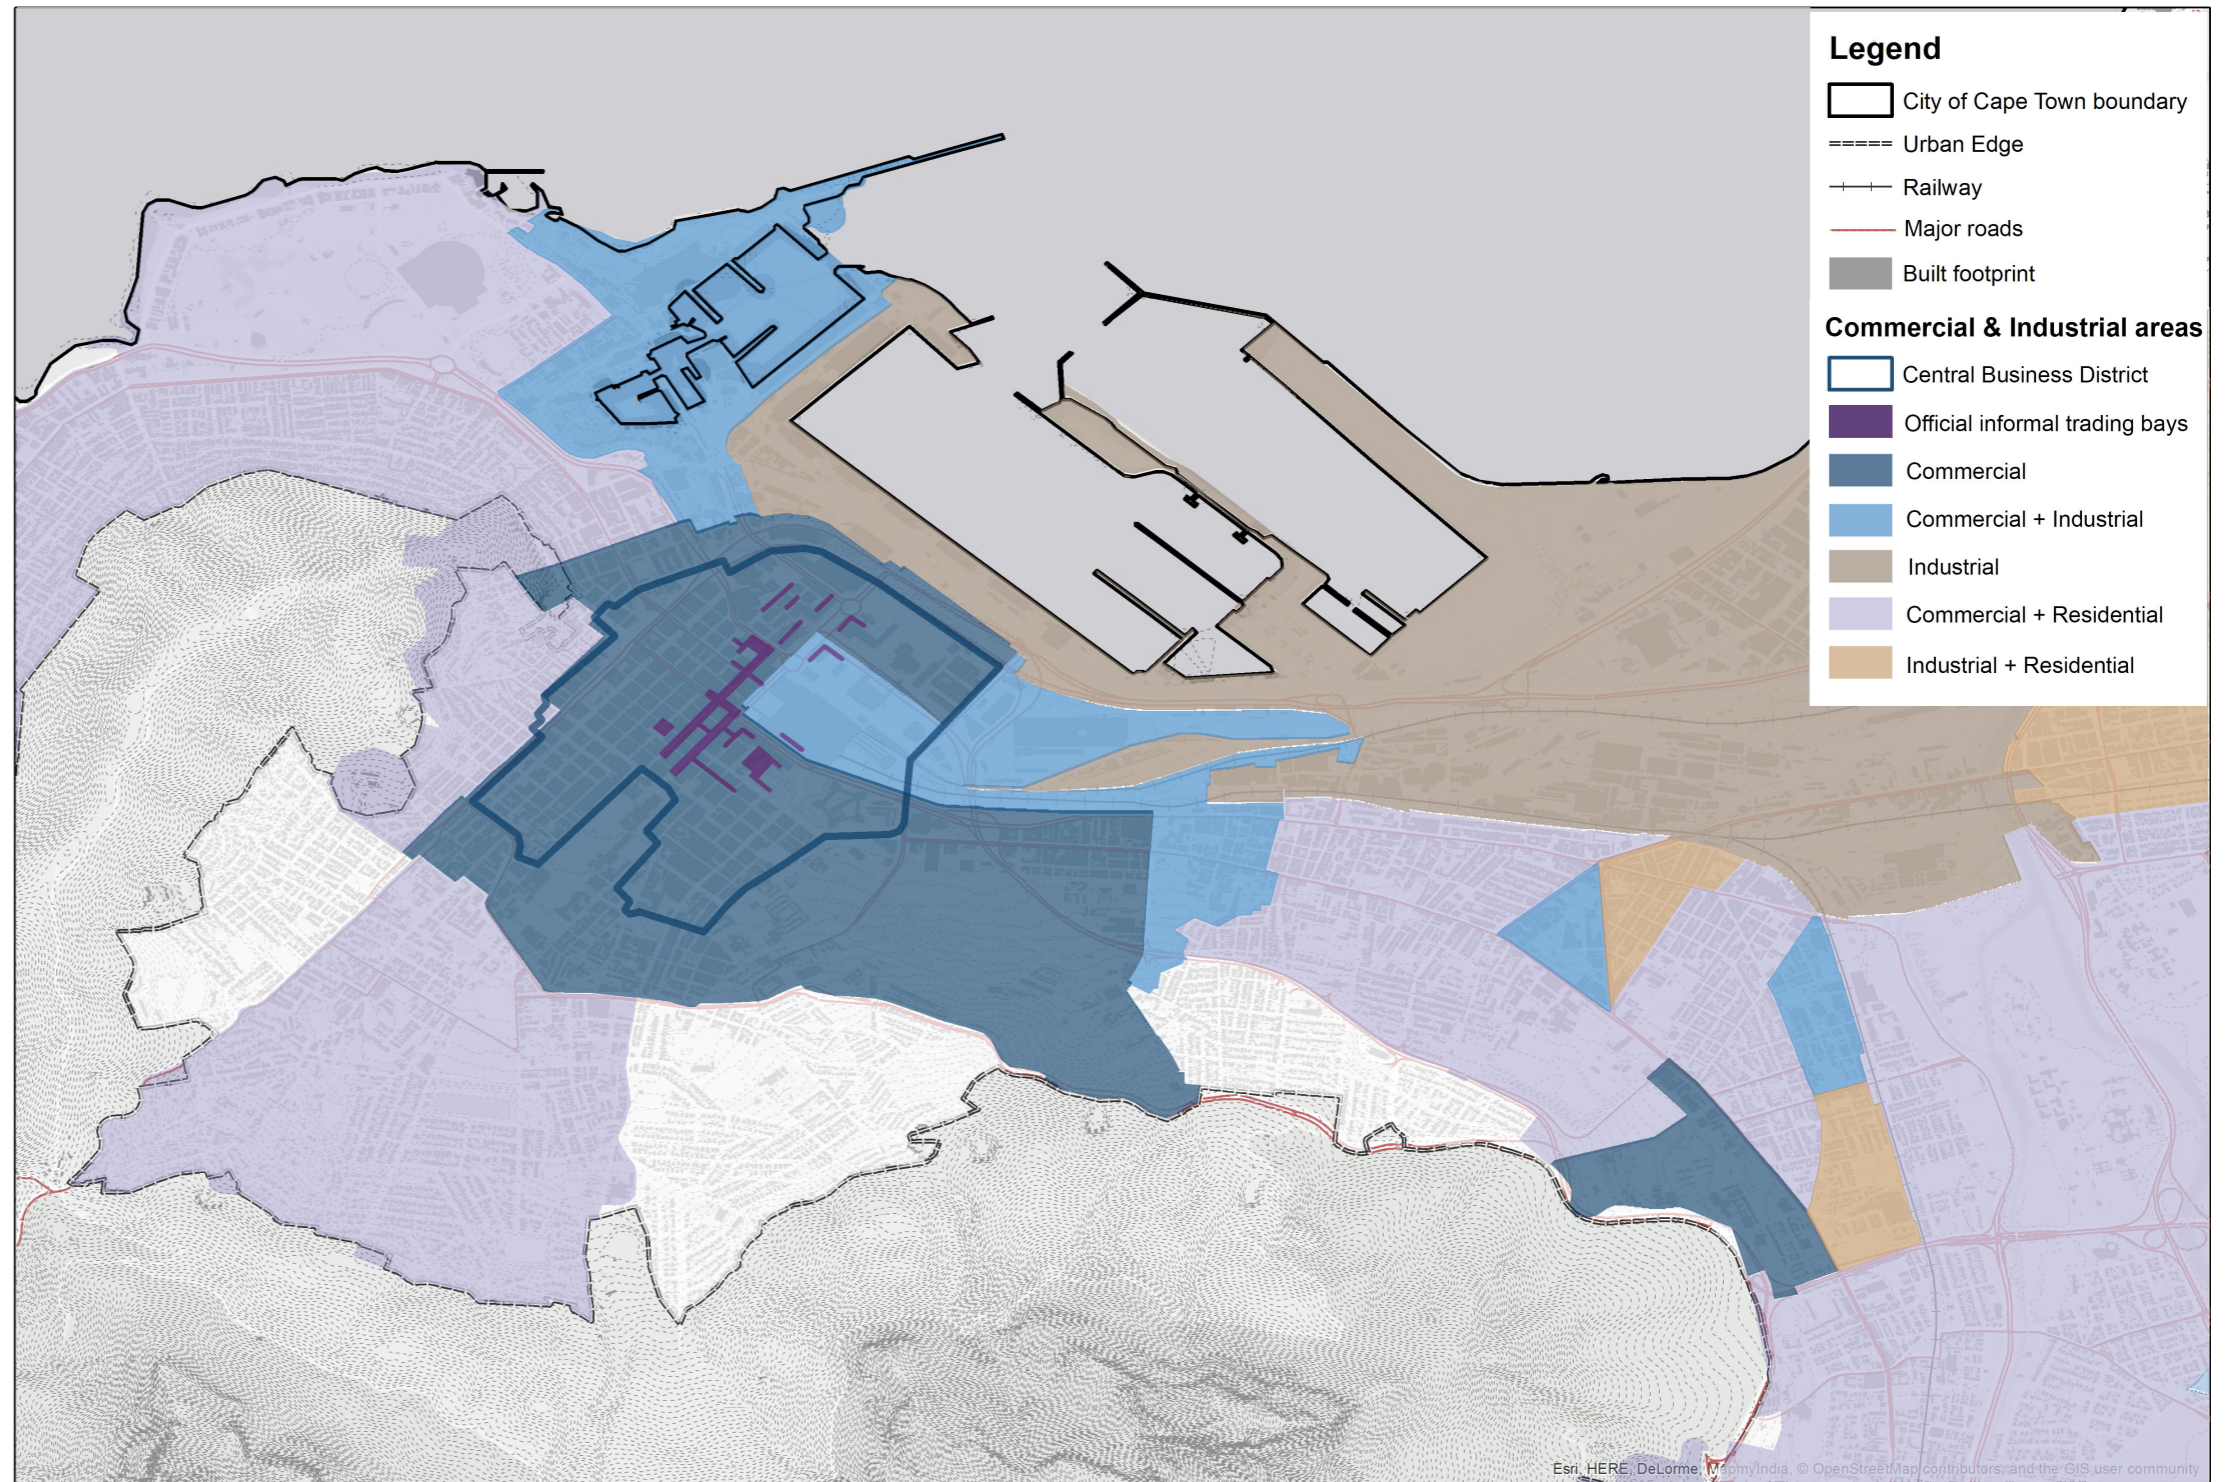 Legend
City of Cape Town boundary
Urban Edge
Railway
Major roads
Built footprint
Commercial & Industrial areas
Central Business District
Official informal trading bays
Commercial
Commercial + Industrial
Industrial
Commercial + Residential
Industrial + Residential
Esri, HERE, DeLorme, MapmyIndia, © OpenStreetMap contributors, and the GIS user community